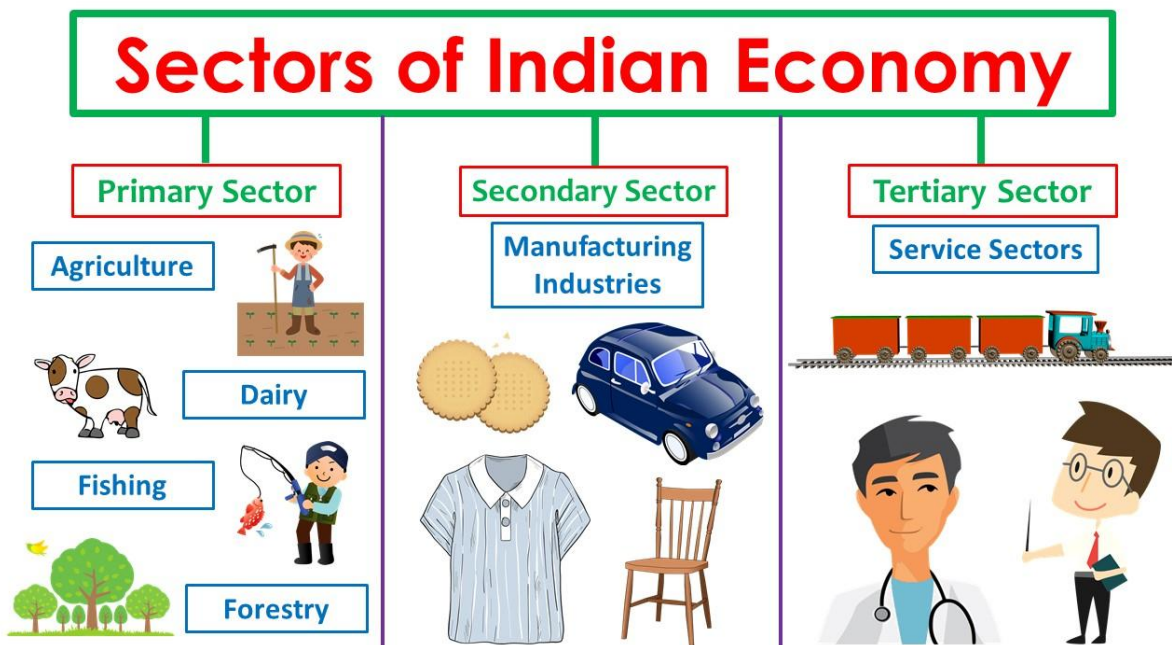 Sectors of Indian Economy
Primary Sector
Agriculture
Dairy
Fishing
Forestry
Secondary Sector
Manufacturing
Industries
Tertiary Sector
Service Sectors